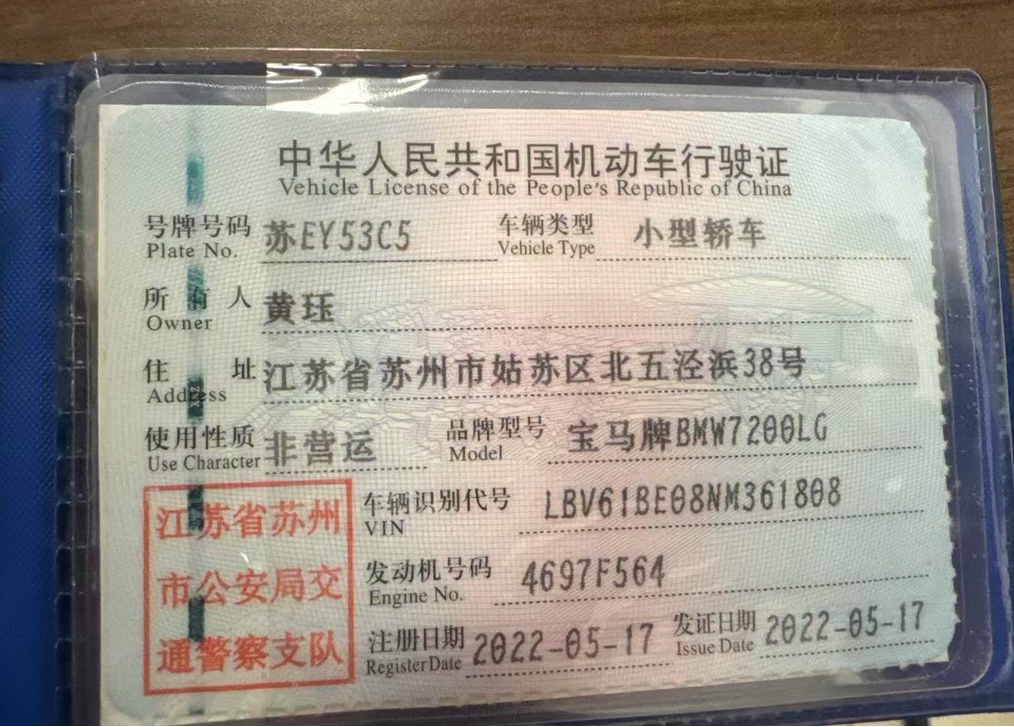 中华人民共和国机动车行驶证
Vehicle License of the People's Republic of China
号牌号码 苏EY53C5 车辆类型 小型轿车
Plate No. Vehicle Type
所有人 黄珏
Owner
住址 江苏省苏州市姑苏区北五泾浜38号
Address
使用性质 非营运 品牌型号 宝马牌BMW7200LG
Use Character Model
江苏省苏州
市公安局交
通警察支队
车辆识别代号 LBV61BE08NM361808
VIN
发动机号码 4697F564
Engine No.
注册日期 2022-05-17 发证日期 2022-05-17
Register Date Issue Date